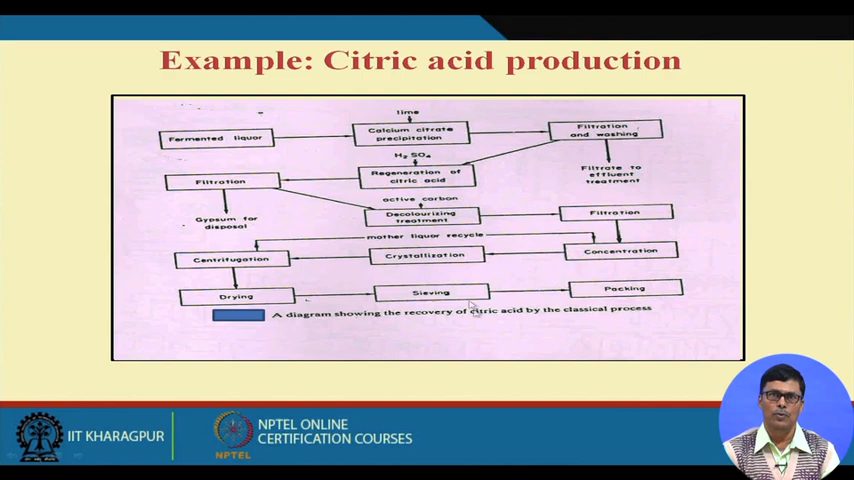 Example: Citric acid production
lime
Fermented liquor
Calcium citrate
precipitation
Filtration
and washing
H2 SO4
Filtration
Regeneration of
citric acid
Filtrate to
effluent
treatment
active carbon
Gypsum for
disposal
Decolourizing
treatment
Filtration
mother liquor recycle
Centrifugation
Crystallization
Concentration
Drying
Sieving
Packing
A diagram showing the recovery of citric acid by the classical process
IIT KHARAGPUR
NPTEL
NPTEL ONLINE
CERTIFICATION COURSES